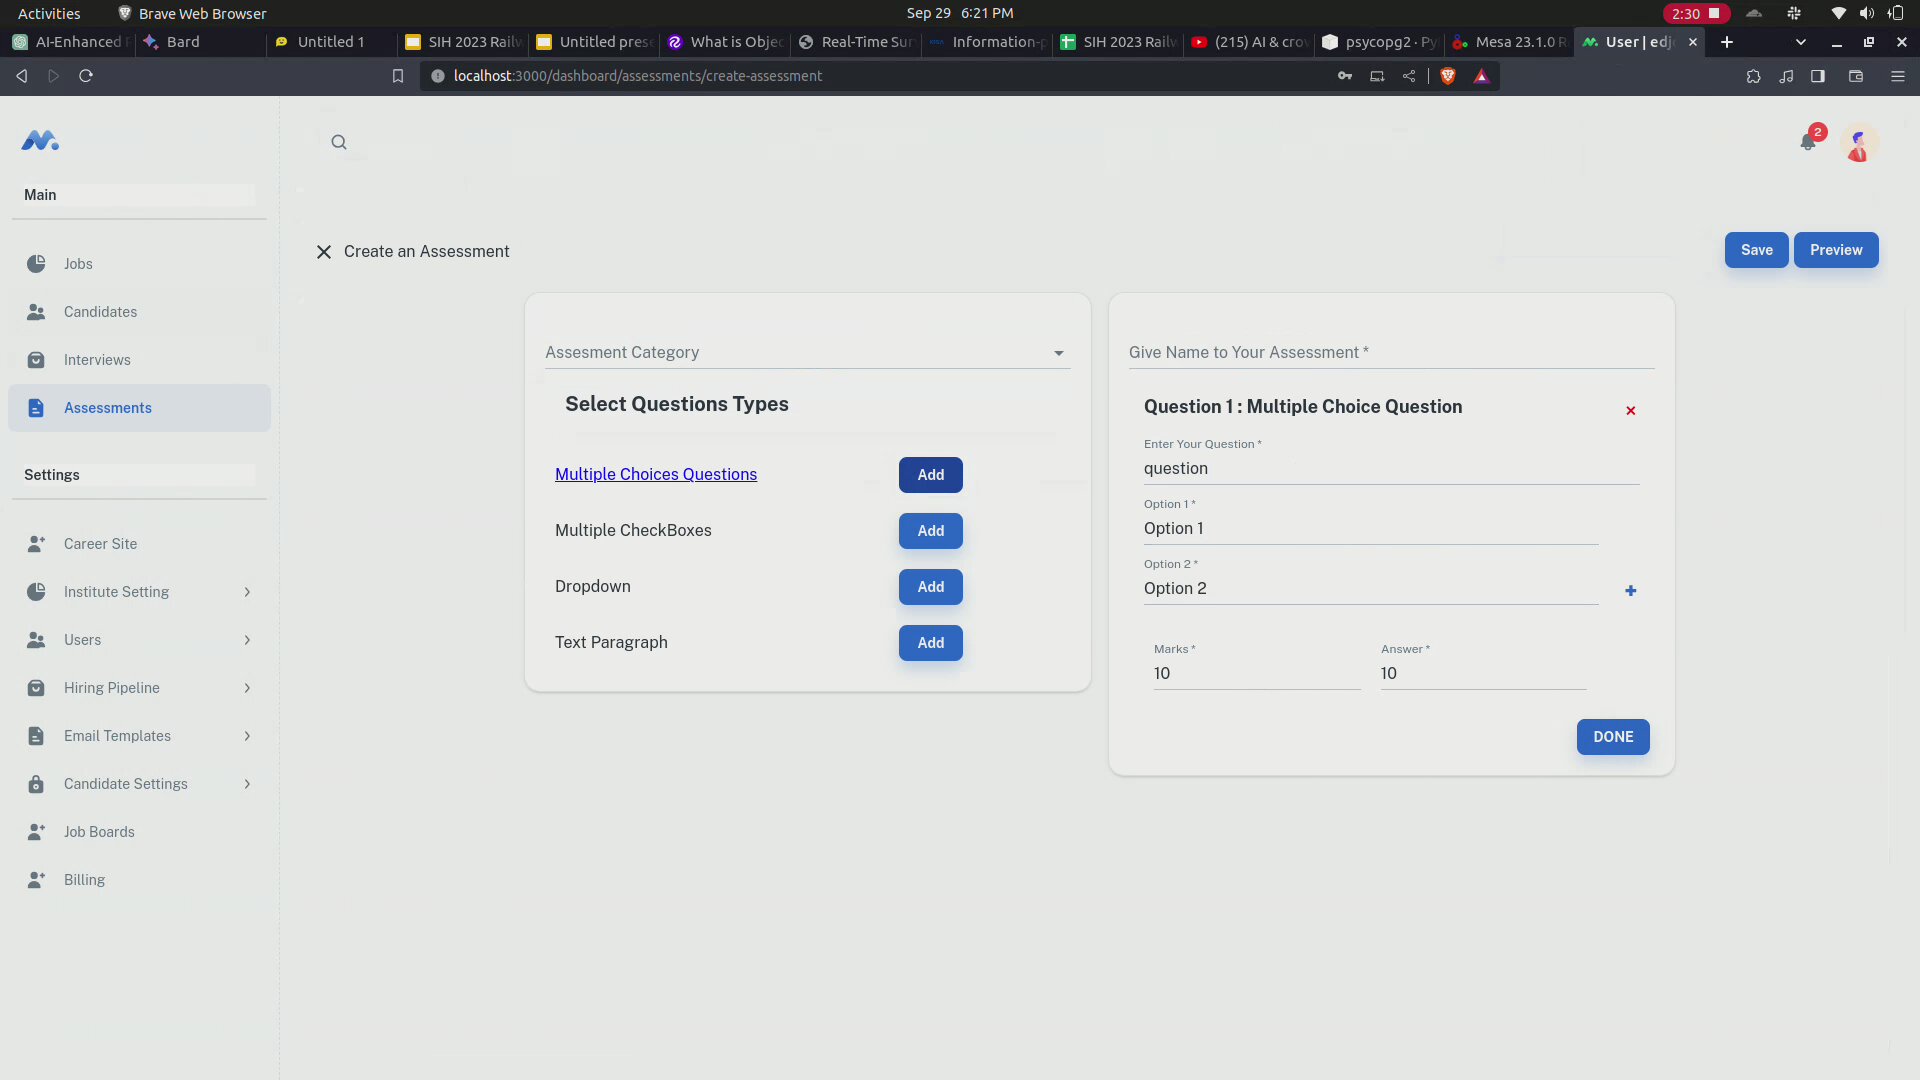 Activities
Brave Web Browser
Sep 29 6:21 PM
2:30
AI-Enhanced
Bard
Untitled 1
SIH 2023 Railw
Untitled prese
What is Objec
Real-Time Sur
Information-p
SIH 2023 Railw
(215) AI & crow
psycopg2 · Py
Mesa 23.1.0 R
User | edj
localhost:3000/dashboard/assessments/create-assessment
2
Main
Jobs
Candidates
Interviews
Assessments
Settings
Career Site
Institute Setting
Users
Hiring Pipeline
Email Templates
Candidate Settings
Job Boards
Billing
Create an Assessment
Save
Preview
Assesment Category
Select Questions Types
Multiple Choices Questions
Add
Multiple CheckBoxes
Add
Dropdown
Add
Text Paragraph
Add
Give Name to Your Assessment *
Question 1 : Multiple Choice Question
Enter Your Question *
question
Option 1 *
Option 1
Option 2 *
Option 2
Marks *
10
Answer *
10
DONE